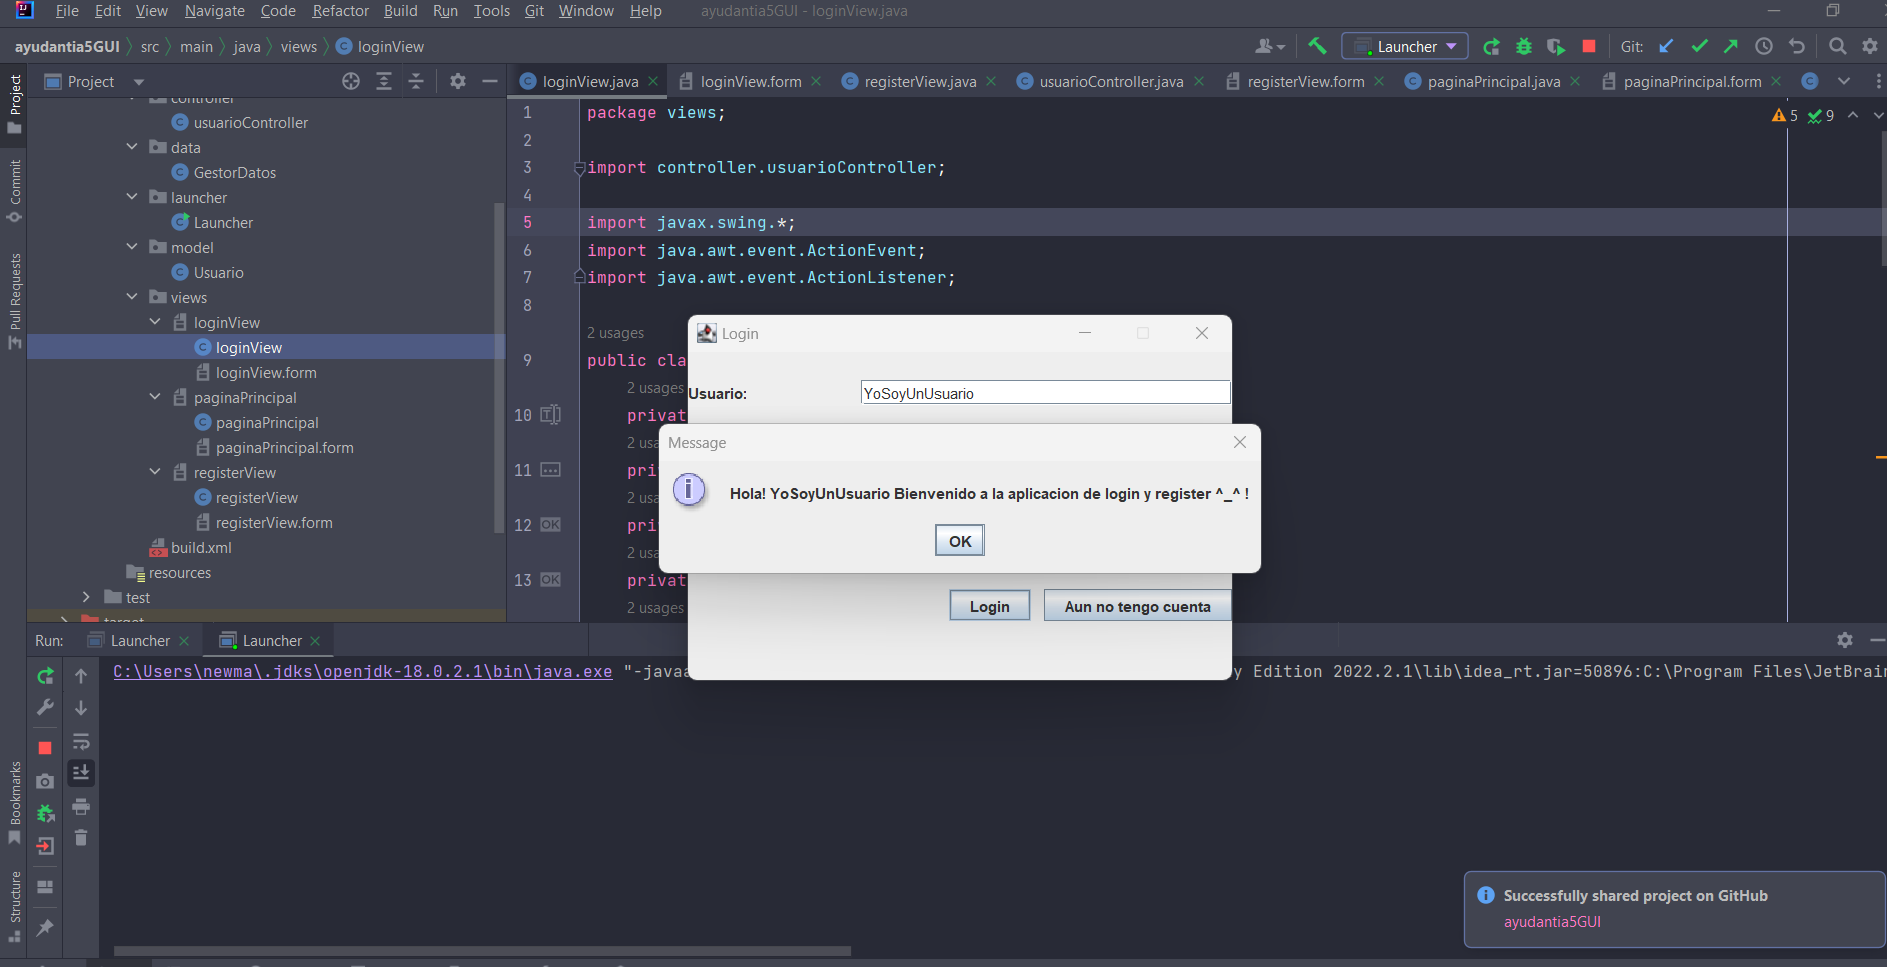 File Edit View Navigate Code Refactor Build Run Tools Git Window Help ayudantia5GUI - loginView.java
ayudantia5GUI src main java views loginView Launcher Git:
Project
loginView.java loginView.form registerView.java usuarioController.java registerView.form paginaPrincipal.java paginaPrincipal.form
Project
Commit
Pull Requests
Bookmarks
Structure
controller
usuarioController
data
GestorDatos
launcher
Launcher
model
Usuario
views
loginView
loginView
loginView.form
paginaPrincipal
paginaPrincipal
paginaPrincipal.form
registerView
registerView
registerView.form
build.xml
resources
test
target
5 9
1 package views;
2
3 import controller.usuarioController;
4
5 import javax.swing.*;
6 import java.awt.event.ActionEvent;
7 import java.awt.event.ActionListener;
8
2 usages
9 public cla
2 usages
10 privat
2 usa
11 pri
2 usa
12 OK pri
2 usa
13 OK privat
2 usages
Login
Usuario:
YoSoyUnUsuario
Message
Hola! YoSoyUnUsuario Bienvenido a la aplicacion de login y register ^_^ !
OK
Login
Aun no tengo cuenta
Run: Launcher Launcher
C:\Users\newma\.jdks\openjdk-18.0.2.1\bin\java.exe "-javaa y Edition 2022.2.1\lib\idea_rt.jar=50896:C:\Program Files\JetBrain
Successfully shared project on GitHub
ayudantia5GUI